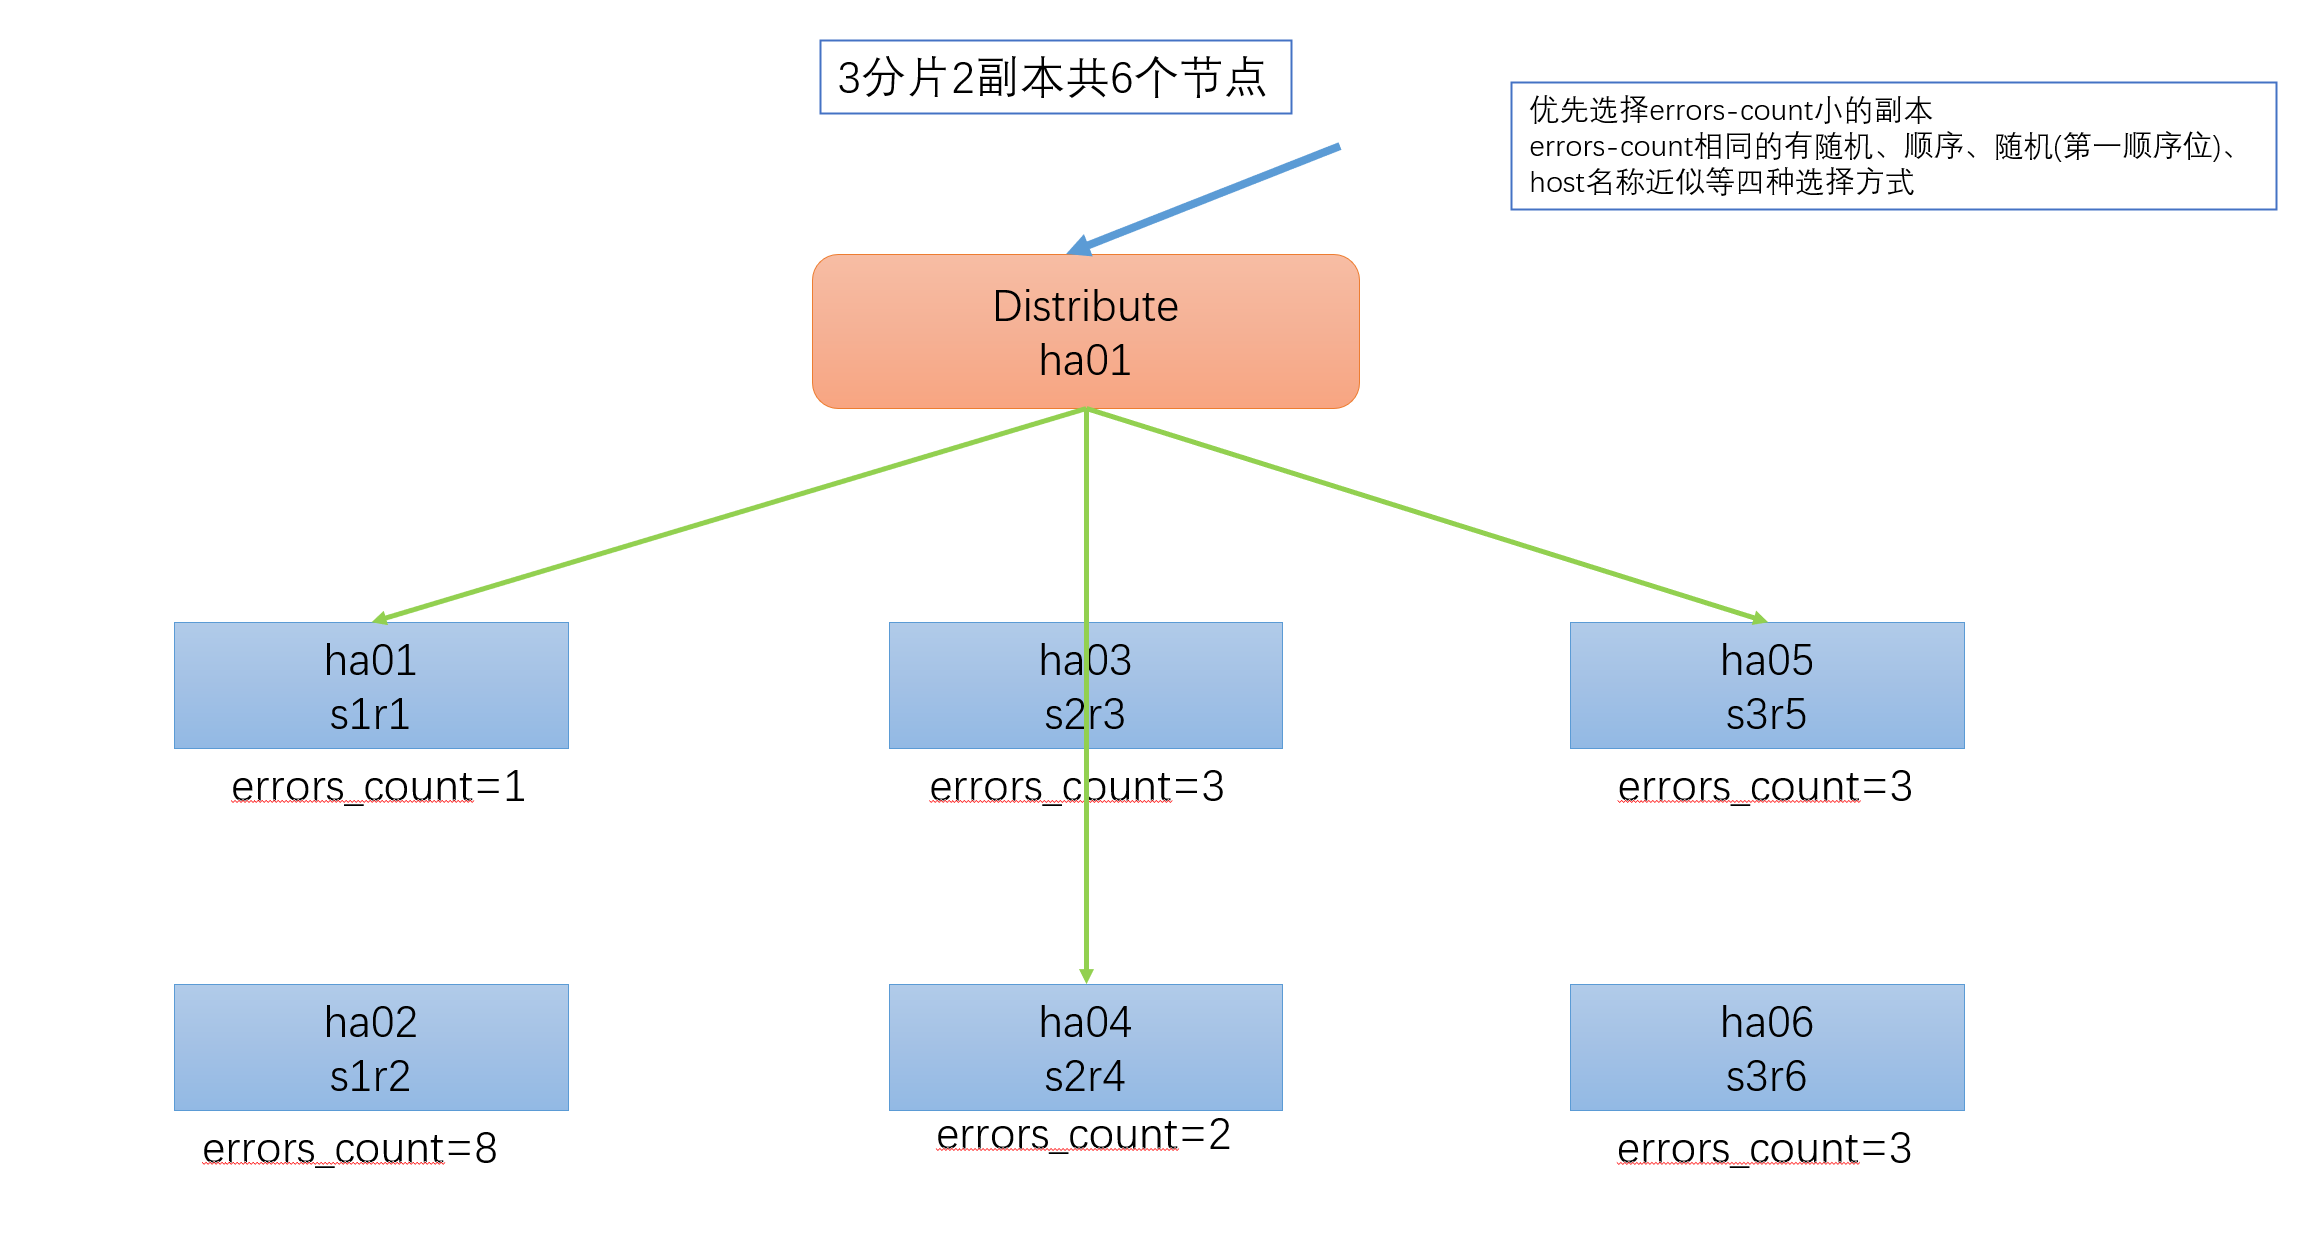 3分片2副本共6个节点
优先选择errors-count小的副本
errors-count相同的有随机、顺序、随机(第一顺序位)、
host名称近似等四种选择方式
Distribute
ha01
ha01
s1r1
errors_count=1
ha03
s2r3
errors_count=3
ha05
s3r5
errors_count=3
ha02
s1r2
errors_count=8
ha04
s2r4
errors_count=2
ha06
s3r6
errors_count=3